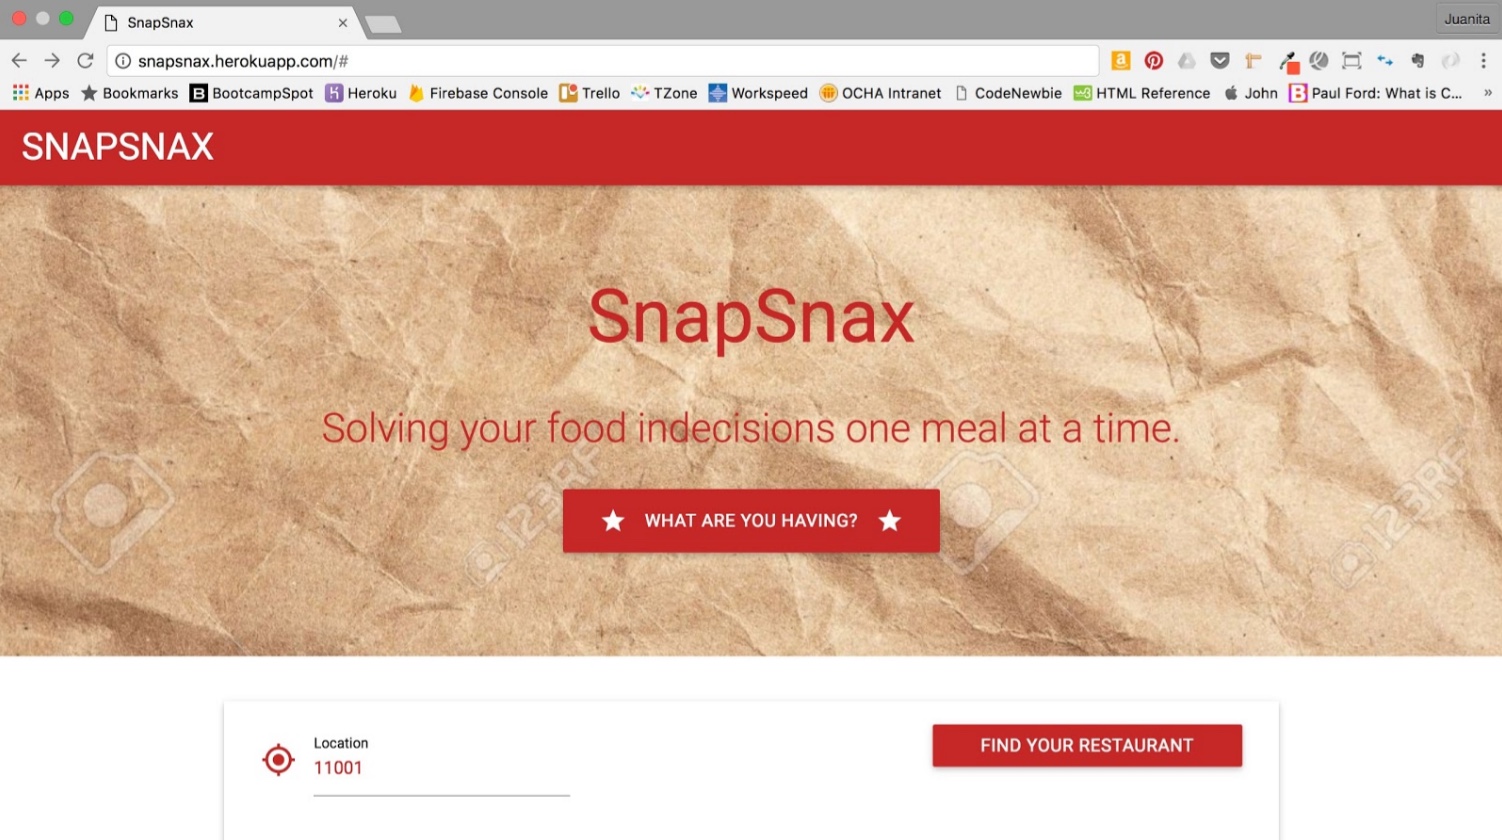 SnapSnax
Juanita
snapsnax.herokuapp.com/#
Apps Bookmarks BootcampSpot Heroku Firebase Console Trello TZone Workspeed OCHA Intranet CodeNewbie HTML Reference John Paul Ford: What is C... »
SNAPSNAX
SnapSnax
Solving your food indecisions one meal at a time.
WHAT ARE YOU HAVING?
123RF 123RF
Location
11001
FIND YOUR RESTAURANT